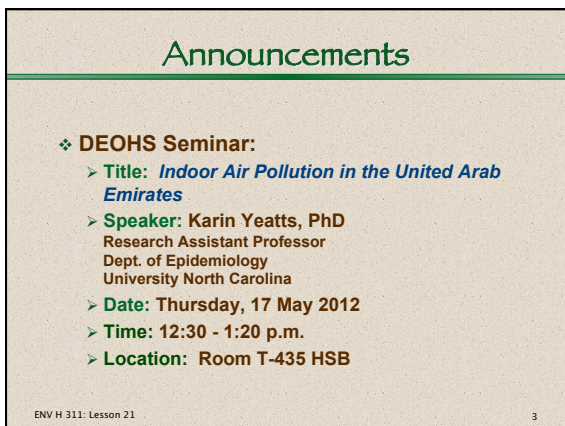 Announcements
❖ DEOHS Seminar:
➢ Title: Indoor Air Pollution in the United Arab
Emirates
➢ Speaker: Karin Yeatts, PhD
Research Assistant Professor
Dept. of Epidemiology
University North Carolina
➢ Date: Thursday, 17 May 2012
➢ Time: 12:30 - 1:20 p.m.
➢ Location: Room T-435 HSB
ENV H 311: Lesson 21
3